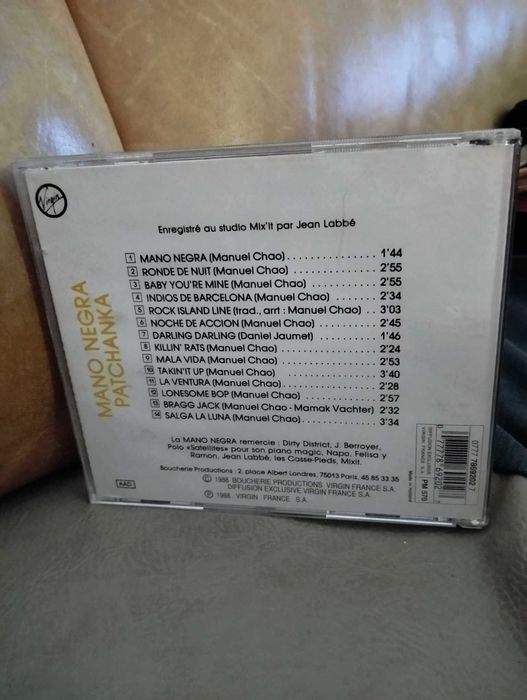 Virgin
MANO NEGRA
PATCHANKA
Enregistré au studio Mix'it par Jean Labbé
1 MANO NEGRA (Manuel Chao) 1'44
2 RONDE DE NUIT (Manuel Chao) 2'55
3 BABY YOU'RE MINE (Manuel Chao) 2'55
4 INDIOS DE BARCELONA (Manuel Chao) 2'34
5 ROCK ISLAND LINE (trad., arrt : Manuel Chao) 3'03
6 NOCHE DE ACCION (Manuel Chao) 2'45
7 DARLING DARLING (Daniel Jaumet) 1'46
8 KILLIN' RATS (Manuel Chao) 2'24
9 MALA VIDA (Manuel Chao) 2'53
10 TAKIN'IT UP (Manuel Chao) 3'40
11 LA VENTURA (Manuel Chao) 2'28
12 LONESOME BOP (Manuel Chao) 2'57
13 BRAGG JACK (Manuel Chao - Mamak Vachter) 2'32
14 SALGA LA LUNA (Manuel Chao) 3'34
La MANO NEGRA remercie : Dirty District, J. Berroyer,
Polo «Satellites» pour son piano magic, Napo, Felisa y
Ramon, Jean Labbé, les Casse-Pieds, Mixit.
Boucherie Productions : 2, place Albert Londres, 75013 Paris, 45 85 33 35
© 1988 BOUCHERIE PRODUCTIONS VIRGIN FRANCE S.A.
DIFFUSION EXCLUSIVE VIRGIN FRANCE S.A.
℗ 1988 VIRGIN FRANCE. S.A.
AAD
DIFFUSION EXCLUSIVE
VIRGIN FRANCE S.A.
PM 570